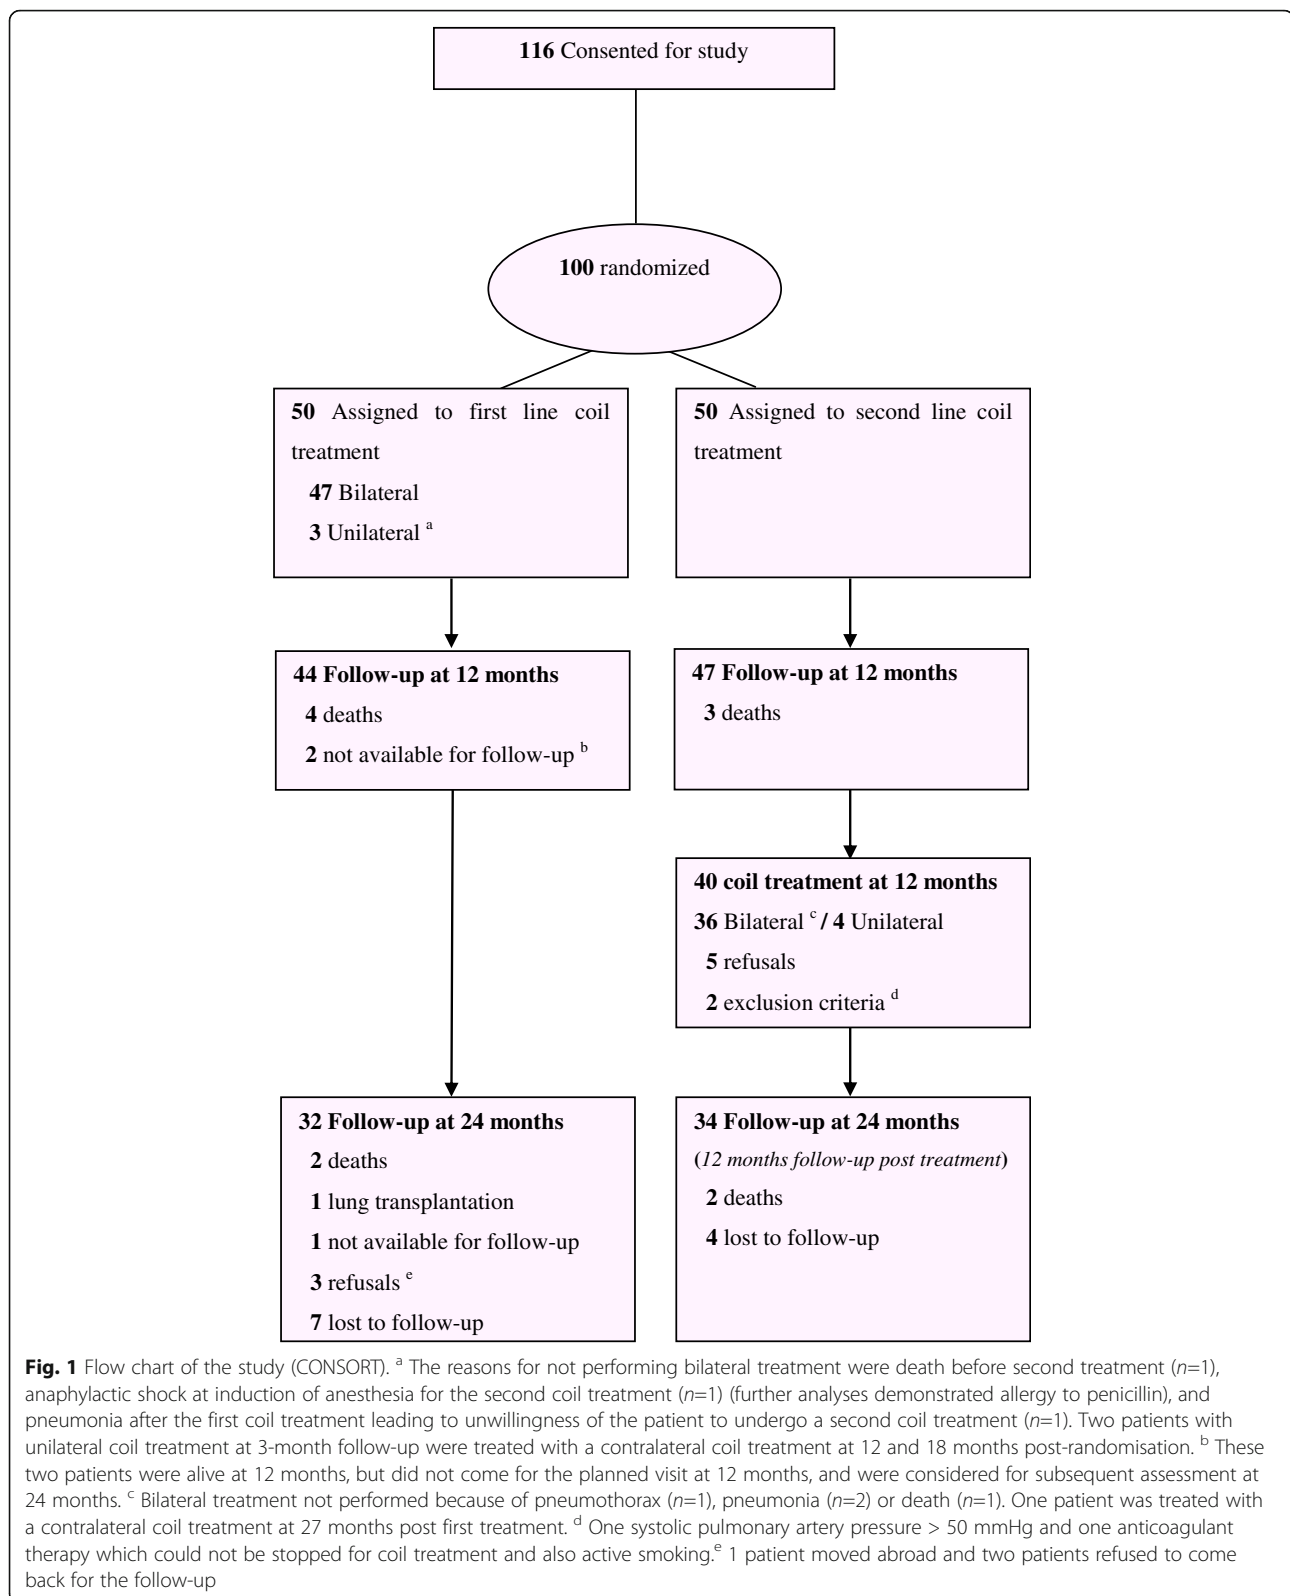 116 Consented for study
100 randomized
50 Assigned to first line coil
treatment
47 Bilateral
3 Unilateral a
50 Assigned to second line coil
treatment
44 Follow-up at 12 months
4 deaths
2 not available for follow-up b
47 Follow-up at 12 months
3 deaths
40 coil treatment at 12 months
36 Bilateral c / 4 Unilateral
5 refusals
2 exclusion criteria d
32 Follow-up at 24 months
2 deaths
1 lung transplantation
1 not available for follow-up
3 refusals e
7 lost to follow-up
34 Follow-up at 24 months
(12 months follow-up post treatment)
2 deaths
4 lost to follow-up
Fig. 1 Flow chart of the study (CONSORT). a The reasons for not performing bilateral treatment were death before second treatment (n=1),
anaphylactic shock at induction of anesthesia for the second coil treatment (n=1) (further analyses demonstrated allergy to penicillin), and
pneumonia after the first coil treatment leading to unwillingness of the patient to undergo a second coil treatment (n=1). Two patients with
unilateral coil treatment at 3-month follow-up were treated with a contralateral coil treatment at 12 and 18 months post-randomisation. b These
two patients were alive at 12 months, but did not come for the planned visit at 12 months, and were considered for subsequent assessment at
24 months. c Bilateral treatment not performed because of pneumothorax (n=1), pneumonia (n=2) or death (n=1). One patient was treated with
a contralateral coil treatment at 27 months post first treatment. d One systolic pulmonary artery pressure > 50 mmHg and one anticoagulant
therapy which could not be stopped for coil treatment and also active smoking.e 1 patient moved abroad and two patients refused to come
back for the follow-up